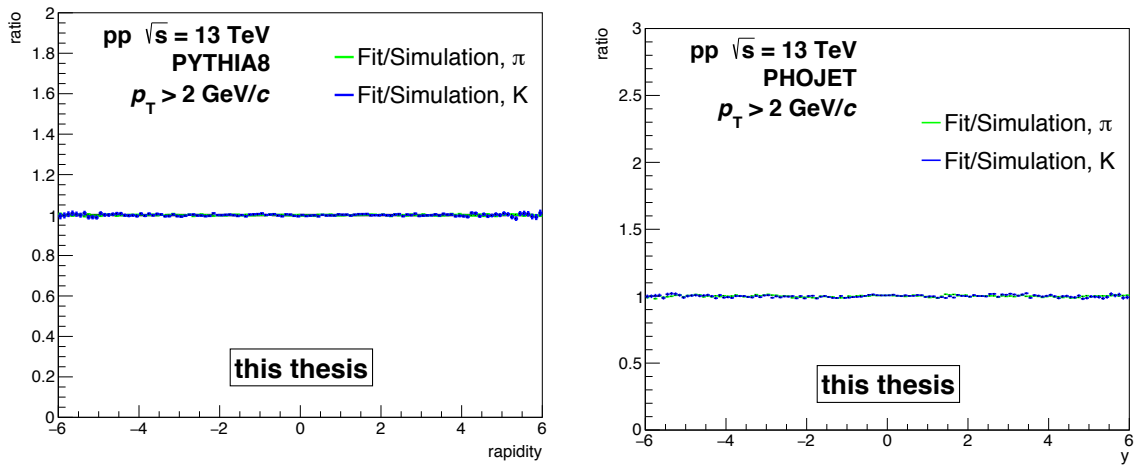 ratio
2
1.8
1.6
1.4
1.2
1
0.8
0.6
0.4
0.2
0
pp √s = 13 TeV
PYTHIA8
p_T > 2 GeV/c
Fit/Simulation, π
Fit/Simulation, K
this thesis
−6 −4 −2 0 2 4 6
rapidity
ratio
3
2.5
2
1.5
1
0.5
0
pp √s = 13 TeV
PHOJET
p_T > 2 GeV/c
Fit/Simulation, π
Fit/Simulation, K
this thesis
−6 −4 −2 0 2 4 6
y